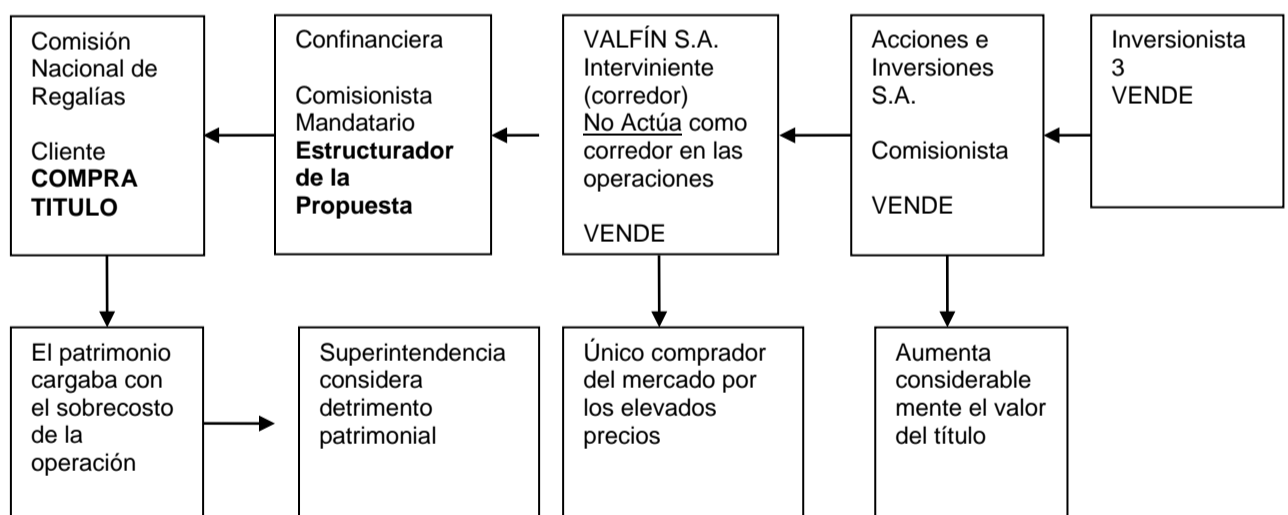 Comisión
Nacional de
Regalías
Cliente
COMPRA
TITULO
Confinanciera
Comisionista
Mandatario
Estructurador
de la
Propuesta
VALFÍN S.A.
Interviniente
(corredor)
No Actúa como
corredor en las
operaciones
VENDE
Acciones e
Inversiones
S.A.
Comisionista
VENDE
Inversionista
3
VENDE
El patrimonio
cargaba con
el sobrecosto
de la
operación
Superintendencia
considera
detrimento
patrimonial
Único comprador
del mercado por
los elevados
precios
Aumenta
considerable
mente el valor
del título